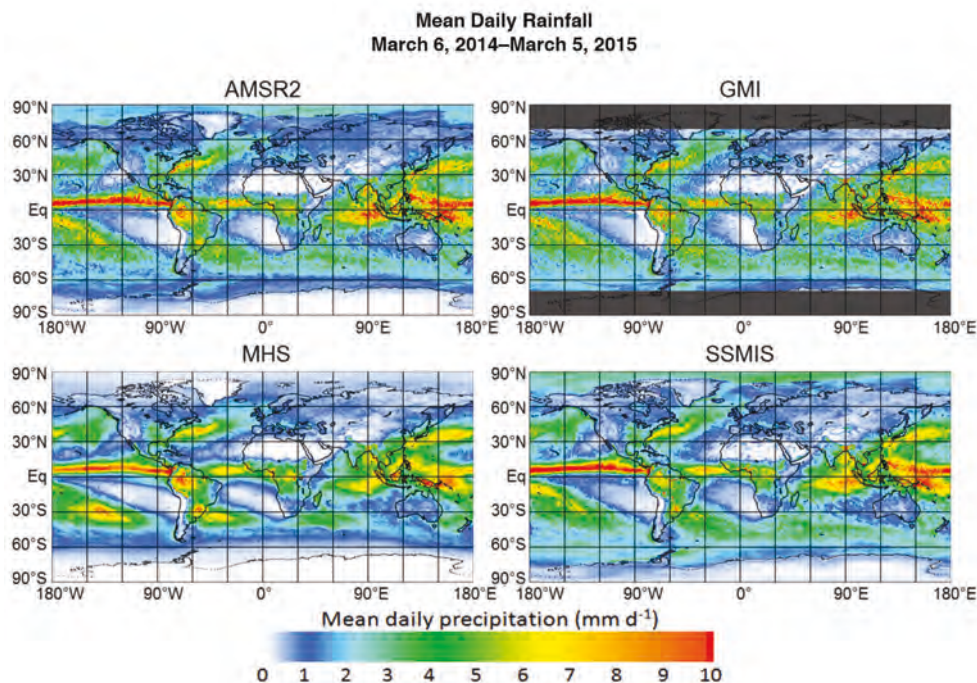 Mean Daily Rainfall
March 6, 2014–March 5, 2015
AMSR2
GMI
90°N
60°N
30°N
Eq
30°S
60°S
90°S
180°W 90°W 0° 90°E 180°E
90°N
60°N
30°N
Eq
30°S
60°S
90°S
180°W 90°W 0° 90°E 180°E
MHS
SSMIS
90°N
60°N
30°N
Eq
30°S
60°S
90°S
180°W 90°W 0° 90°E 180°E
90°N
60°N
30°N
Eq
30°S
60°S
90°S
180°W 90°W 0° 90°E 180°E
Mean daily precipitation (mm d-1)
0 1 2 3 4 5 6 7 8 9 10